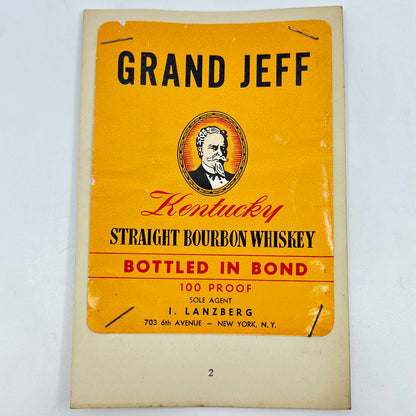 GRAND JEFF
Kentucky
STRAIGHT BOURBON WHISKEY
BOTTLED IN BOND
100 PROOF
SOLE AGENT
I. LANZBERG
703 6th AVENUE – NEW YORK, N.Y.
2